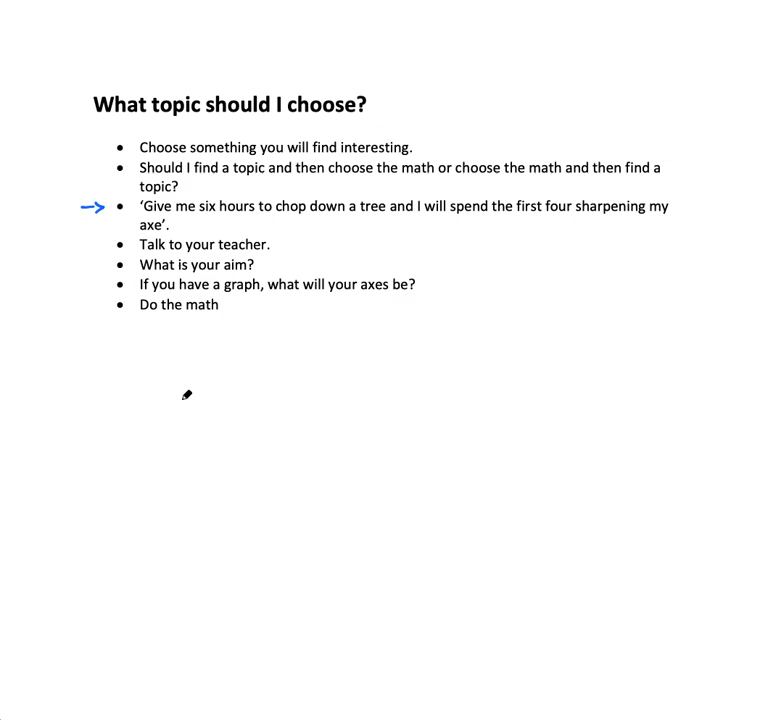 What topic should I choose?
• Choose something you will find interesting.
• Should I find a topic and then choose the math or choose the math and then find a
topic?
• ‘Give me six hours to chop down a tree and I will spend the first four sharpening my
axe’.
• Talk to your teacher.
• What is your aim?
• If you have a graph, what will your axes be?
• Do the math